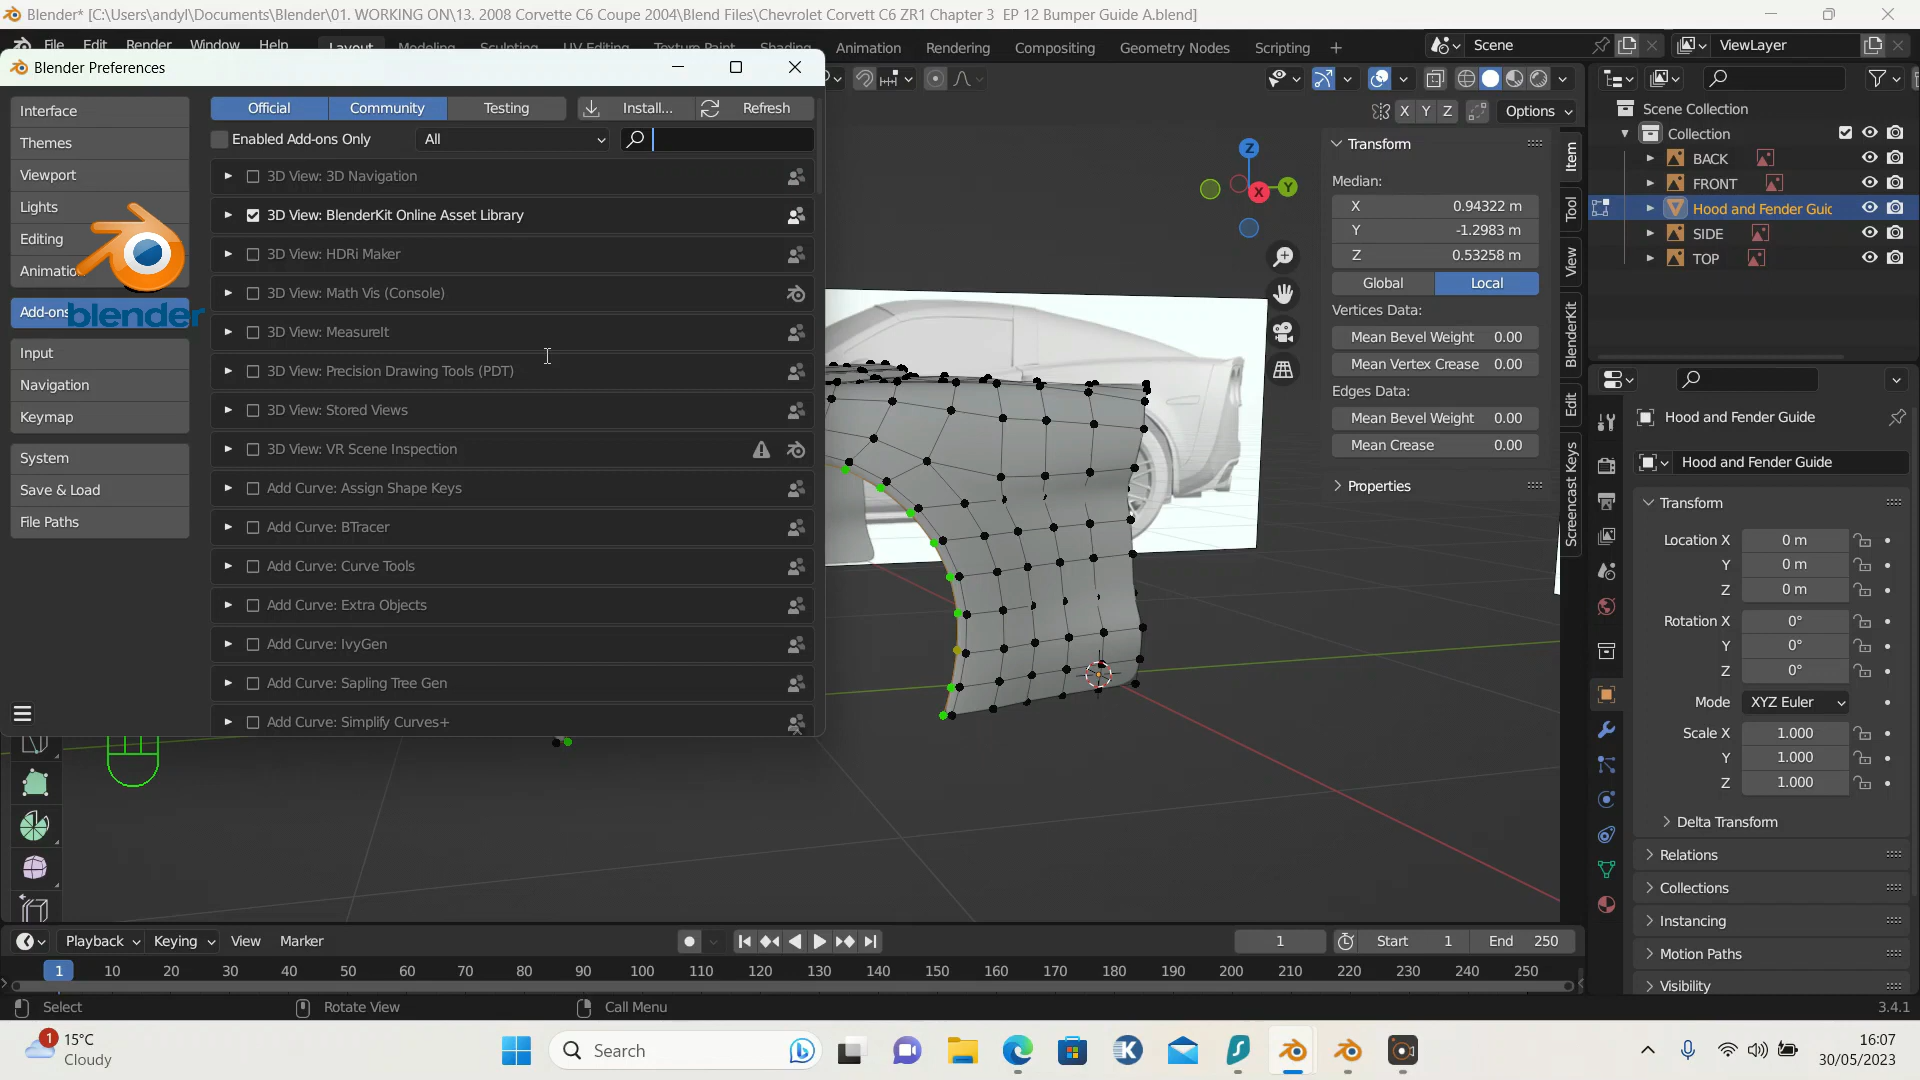 Blender* [C:\Users\andyl\Documents\Blender\01. WORKING ON\13. 2008 Corvette C6 Coupe 2004\Blend Files\Chevrolet Corvett C6 ZR1 Chapter 3 EP 12 Bumper Guide A.blend]
File Edit Render Window Help Layout Modeling Sculpting UV Editing Texture Paint Shading Animation Rendering Compositing Geometry Nodes Scripting + Scene ViewLayer
Blender Preferences
Interface
Themes
Viewport
Lights
Editing
Animation
Add-ons
blender
Input
Navigation
Keymap
System
Save & Load
File Paths
Official Community Testing Install... Refresh
Enabled Add-ons Only All
3D View: 3D Navigation
3D View: BlenderKit Online Asset Library
3D View: HDRi Maker
3D View: Math Vis (Console)
3D View: MeasureIt
3D View: Precision Drawing Tools (PDT)
3D View: Stored Views
3D View: VR Scene Inspection
Add Curve: Assign Shape Keys
Add Curve: BTracer
Add Curve: Curve Tools
Add Curve: Extra Objects
Add Curve: IvyGen
Add Curve: Sapling Tree Gen
Add Curve: Simplify Curves+
X Y Z Options
Z
Y
X
Transform
Median:
X 0.94322 m
Y -1.2983 m
Z 0.53258 m
Global Local
Vertices Data:
Mean Bevel Weight 0.00
Mean Vertex Crease 0.00
Edges Data:
Mean Bevel Weight 0.00
Mean Crease 0.00
Properties
Item
Tool
View
BlenderKit
Edit
Screencast Keys
Scene Collection
Collection
BACK
FRONT
Hood and Fender Guic
SIDE
TOP
Hood and Fender Guide
Hood and Fender Guide
Transform
Location X 0 m
Y 0 m
Z 0 m
Rotation X 0°
Y 0°
Z 0°
Mode XYZ Euler
Scale X 1.000
Y 1.000
Z 1.000
Delta Transform
Relations
Collections
Instancing
Motion Paths
Visibility
Playback Keying View Marker 1 Start 1 End 250
1 10 20 30 40 50 60 70 80 90 100 110 120 130 140 150 160 170 180 190 200 210 220 230 240 250
Select Rotate View Call Menu 3.4.1
1
15°C
Cloudy
Search
16:07
30/05/2023